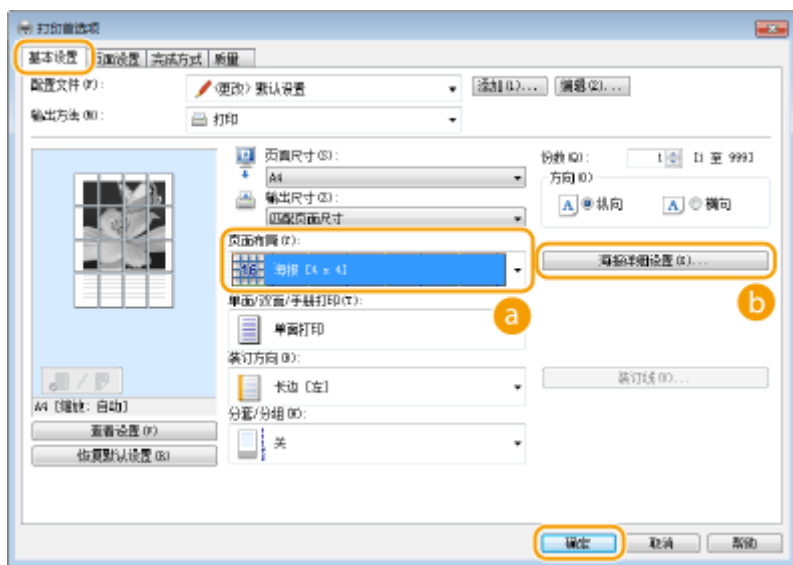 打印首选项
基本设置 页面设置 完成方式 质量
配置文件(F): (更改) 默认设置 添加(1)... 编辑(2)...
输出方法(M): 打印
页面尺寸(S):
A4
输出尺寸(Z):
匹配页面尺寸
份数(Q): 1 [1 至 999]
方向(O)
A 纵向 A 横向
页面布局(E):
16 海报 [4 x 4]
海报详细设置(K)...
a
b
单面/双面/手册打印(T):
单面打印
装订方向(B):
长边 [左]
装订线(X)...
A4 [缩放: 自动]
分套/分组(X):
关
查看设置(V)
恢复默认设置(R)
确定 取消 帮助